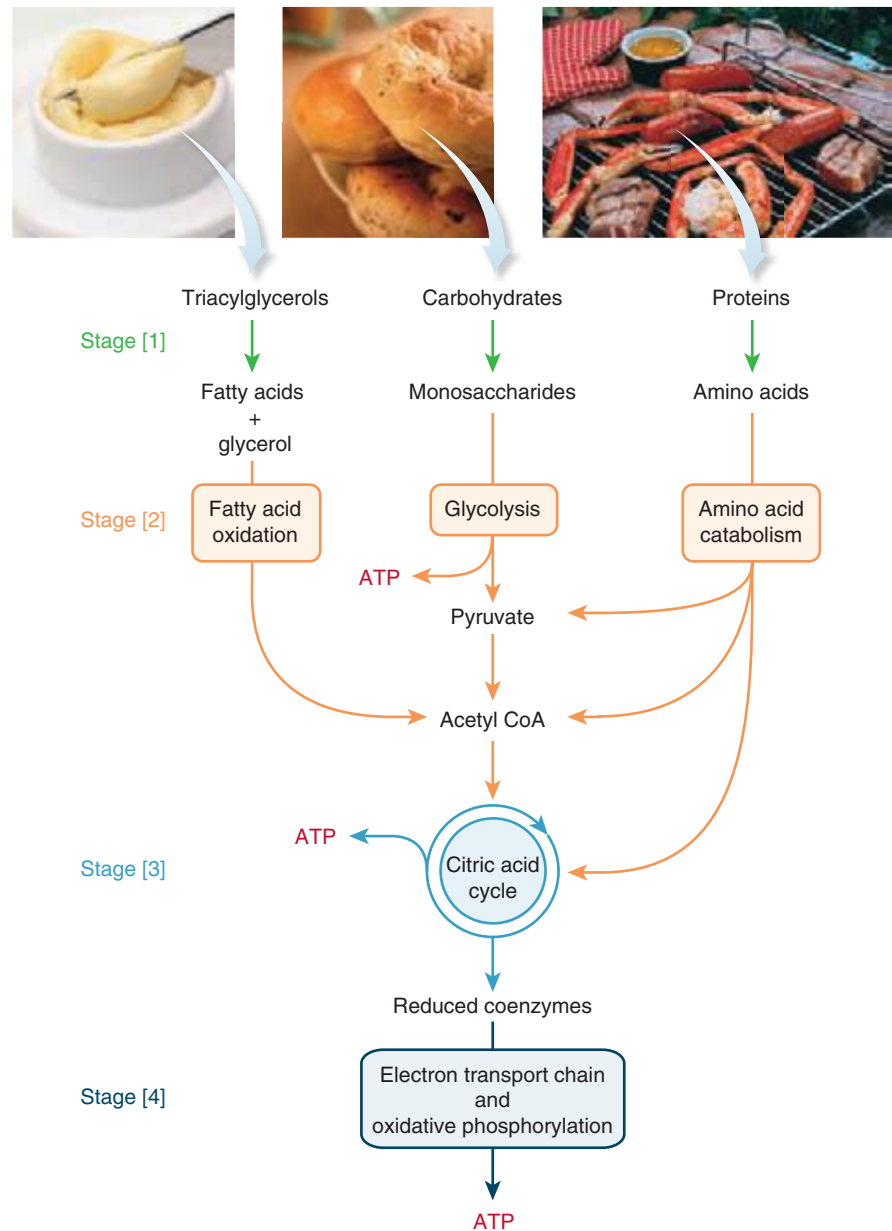 Triacylglycerols
Carbohydrates
Proteins
Stage [1]
Fatty acids
+
glycerol
Monosaccharides
Amino acids
Stage [2]
Fatty acid
oxidation
Glycolysis
Amino acid
catabolism
ATP
Pyruvate
Acetyl CoA
ATP
Stage [3]
Citric acid
cycle
Reduced coenzymes
Stage [4]
Electron transport chain
and
oxidative phosphorylation
ATP